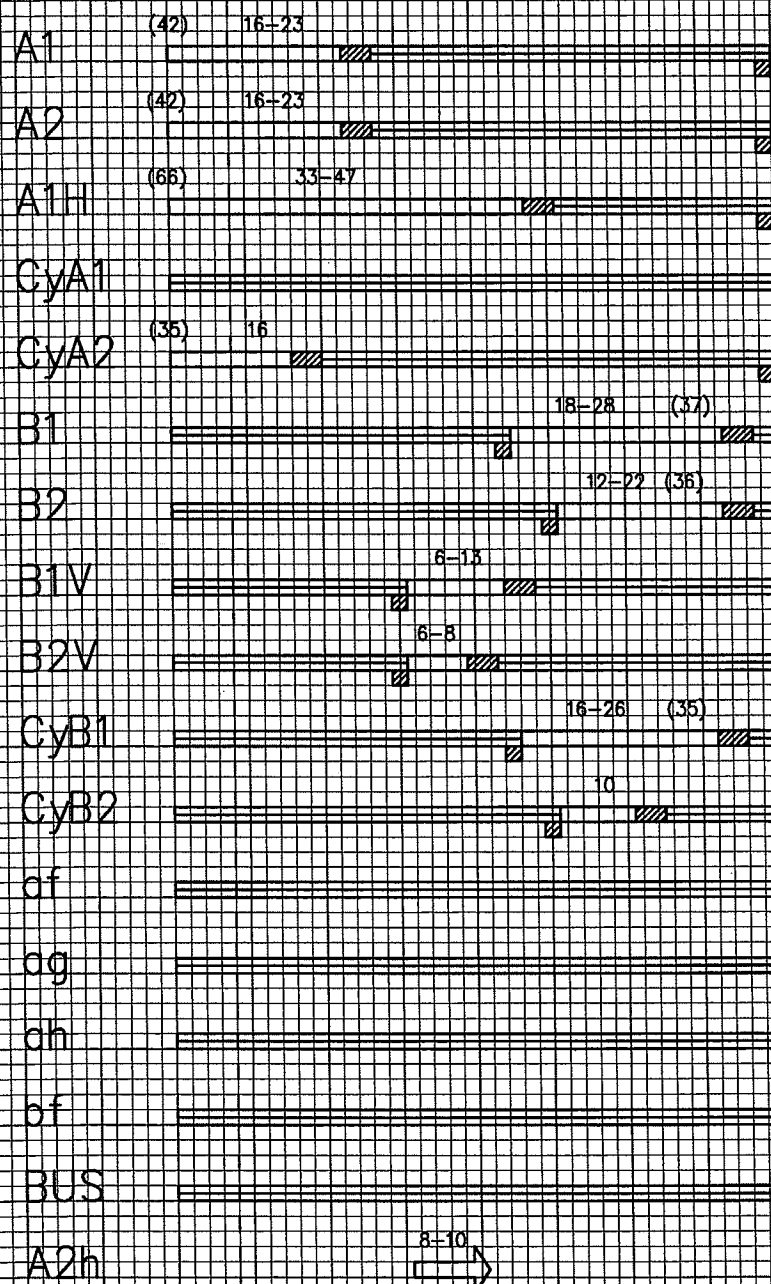 (42) 16-23
A1
(42) 16-23
A2
(66) 33-47
A1H
CyA1
(35) 16
CyA2
18-28 (37)
B1
12-22 (36)
B2
6-13
B1V
6-8
B2V
16-26 (35)
CyB1
10
CyB2
af
ag
ah
bf
BUS
8-10
A2h